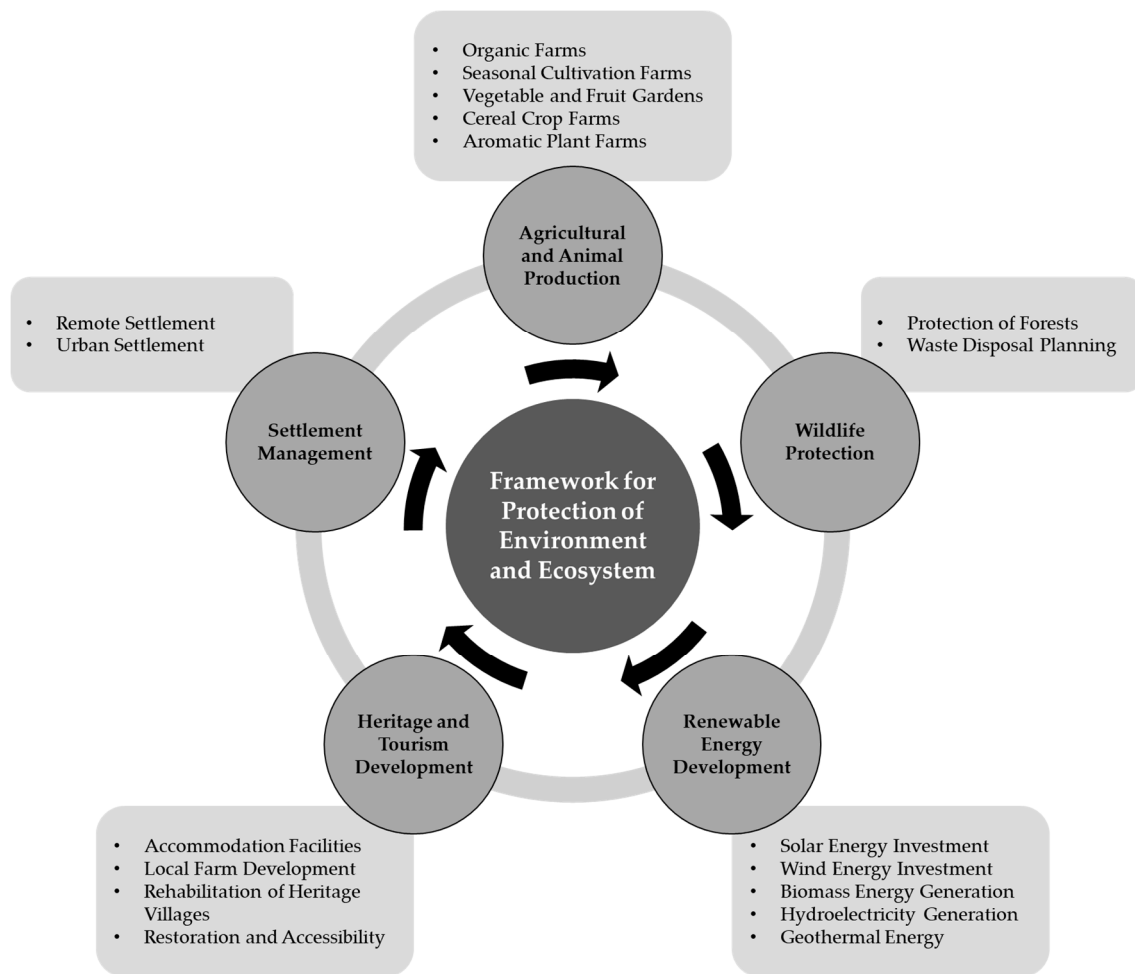 • Organic Farms
• Seasonal Cultivation Farms
• Vegetable and Fruit Gardens
• Cereal Crop Farms
• Aromatic Plant Farms
Agricultural
and Animal
Production
• Remote Settlement
• Urban Settlement
• Protection of Forests
• Waste Disposal Planning
Settlement
Management
Wildlife
Protection
Framework for
Protection of
Environment
and Ecosystem
Heritage and
Tourism
Development
Renewable
Energy
Development
• Accommodation Facilities
• Local Farm Development
• Rehabilitation of Heritage
Villages
• Restoration and Accessibility
• Solar Energy Investment
• Wind Energy Investment
• Biomass Energy Generation
• Hydroelectricity Generation
• Geothermal Energy